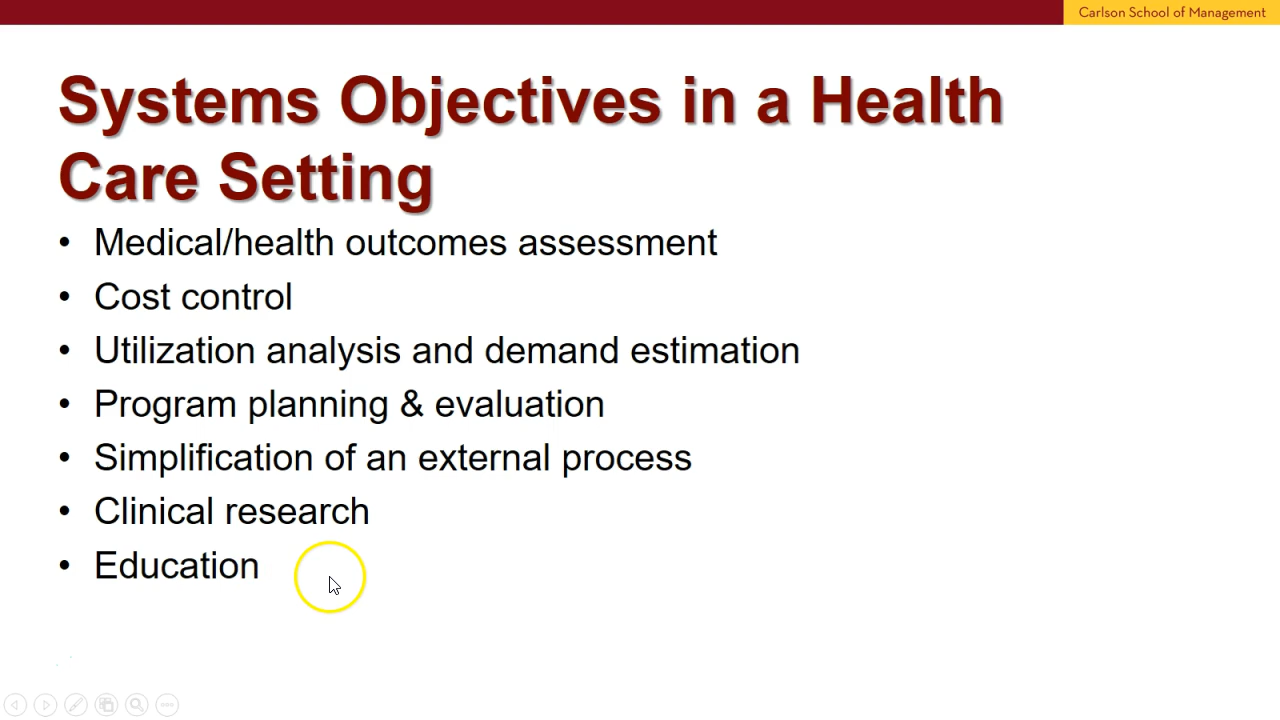 Carlson School of Management
Systems Objectives in a Health
Care Setting
• Medical/health outcomes assessment
• Cost control
• Utilization analysis and demand estimation
• Program planning & evaluation
• Simplification of an external process
• Clinical research
• Education